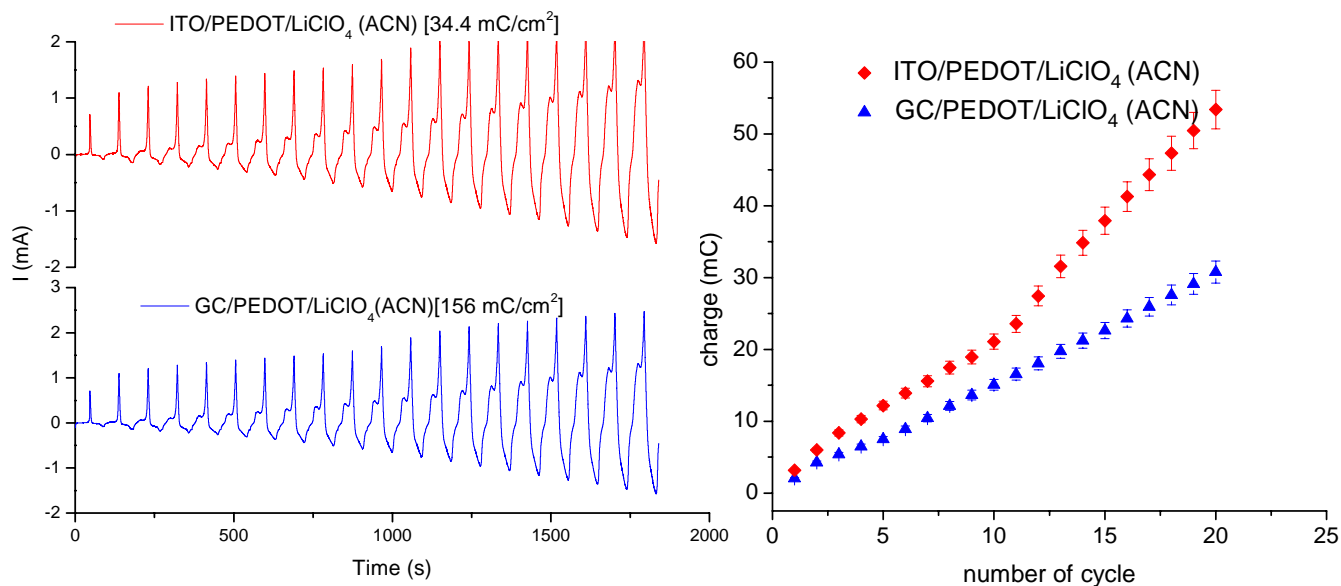 ITO/PEDOT/LiClO₄ (ACN) [34.4 mC/cm²]
2
1
0
-1
-2
I (mA)
GC/PEDOT/LiClO₄(ACN)[156 mC/cm²]
3
2
1
0
-1
-2
0 500 1000 1500 2000
Time (s)
ITO/PEDOT/LiClO₄ (ACN)
GC/PEDOT/LiClO₄ (ACN)
60
50
40
30
20
10
0
charge (mC)
0 5 10 15 20 25
number of cycle